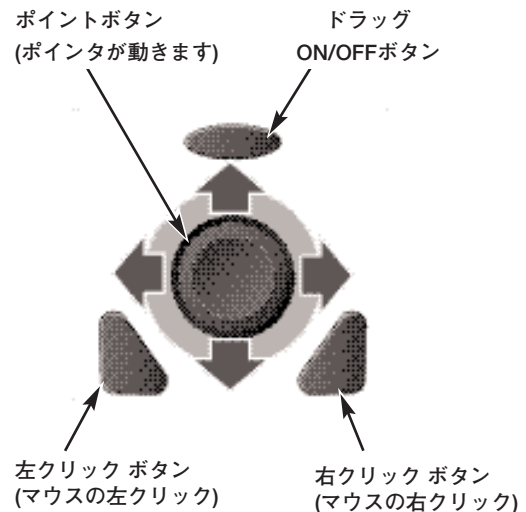 ポイントボタン
(ポインタが動きます)
ドラッグ
ON/OFFボタン
左クリック ボタン
(マウスの左クリック)
右クリック ボタン
(マウスの右クリック)